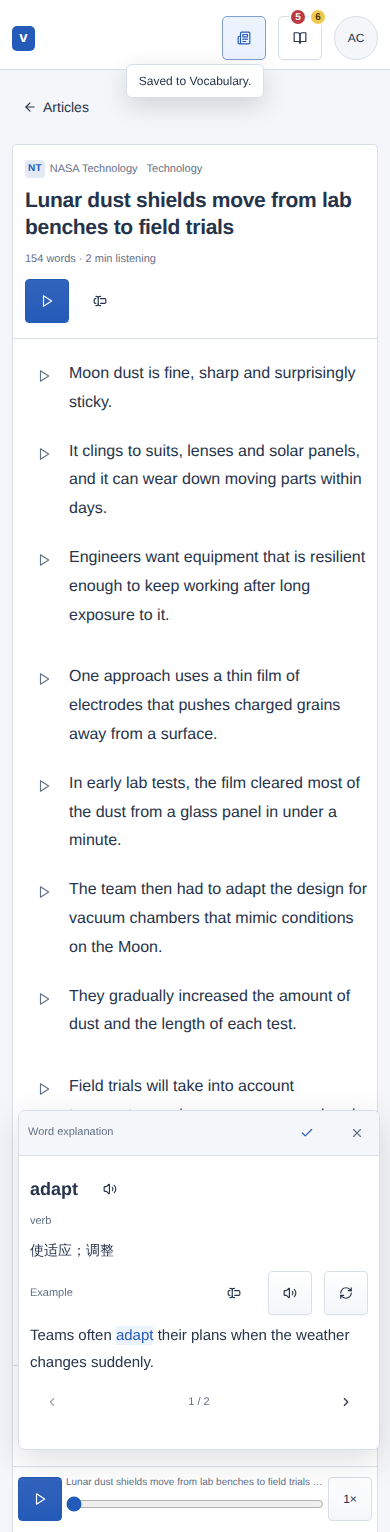 v
5
6
AC
Saved to Vocabulary.
Articles
NT NASA Technology Technology
Lunar dust shields move from lab
benches to field trials
154 words · 2 min listening
Moon dust is fine, sharp and surprisingly
sticky.
It clings to suits, lenses and solar panels,
and it can wear down moving parts within
days.
Engineers want equipment that is resilient
enough to keep working after long
exposure to it.
One approach uses a thin film of
electrodes that pushes charged grains
away from a surface.
In early lab tests, the film cleared most of
the dust from a glass panel in under a
minute.
The team then had to adapt the design for
vacuum chambers that mimic conditions
on the Moon.
They gradually increased the amount of
dust and the length of each test.
Field trials will take into account
Word explanation
adapt
verb
使适应；调整
Example
Teams often adapt their plans when the weather
changes suddenly.
1 / 2
Lunar dust shields move from lab benches to field trials …
1×